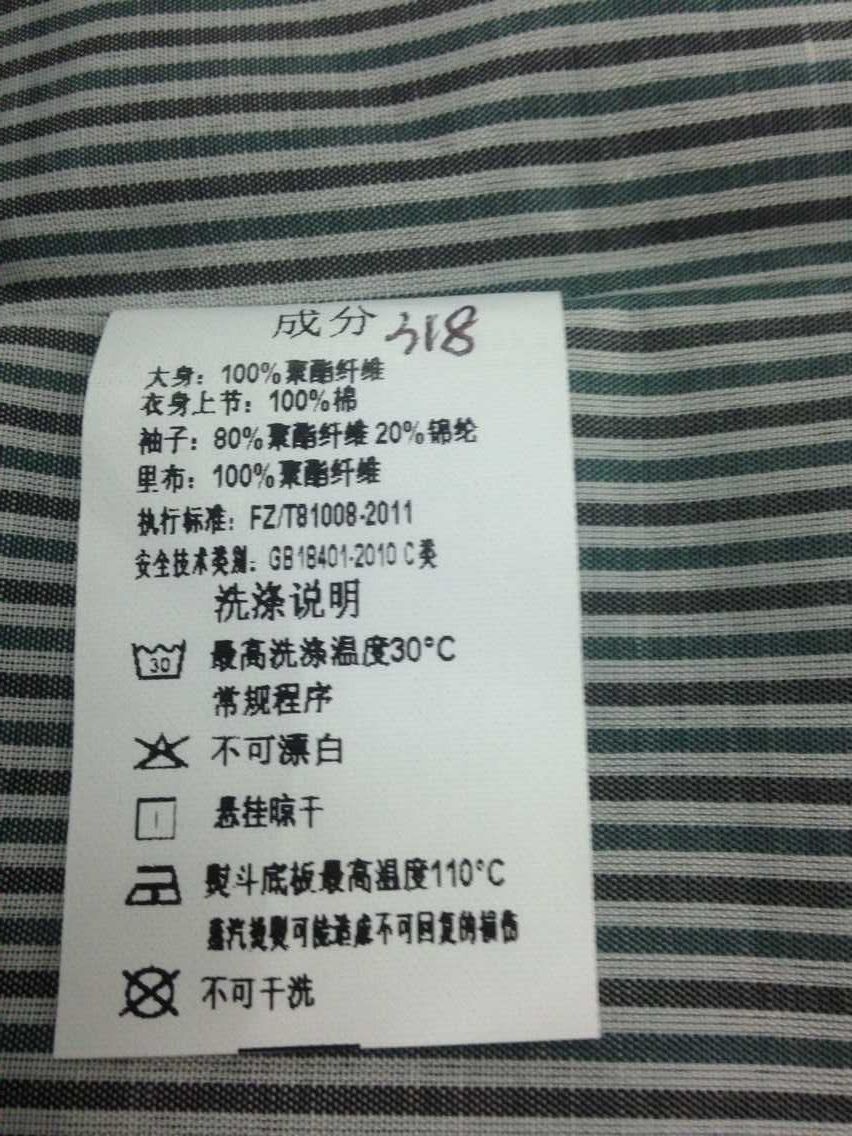 成分 318
大身：100%聚酯纤维
衣身上节：100%棉
袖子：80%聚酯纤维 20%锦纶
里布：100%聚酯纤维
执行标准：FZ/T81008-2011
安全技术类别：GB18401-2010 C类
洗涤说明
30 最高洗涤温度30°C
常规程序
不可漂白
悬挂晾干
熨斗底板最高温度110°C
蒸汽烫熨可能造成不可回复的损伤
不可干洗